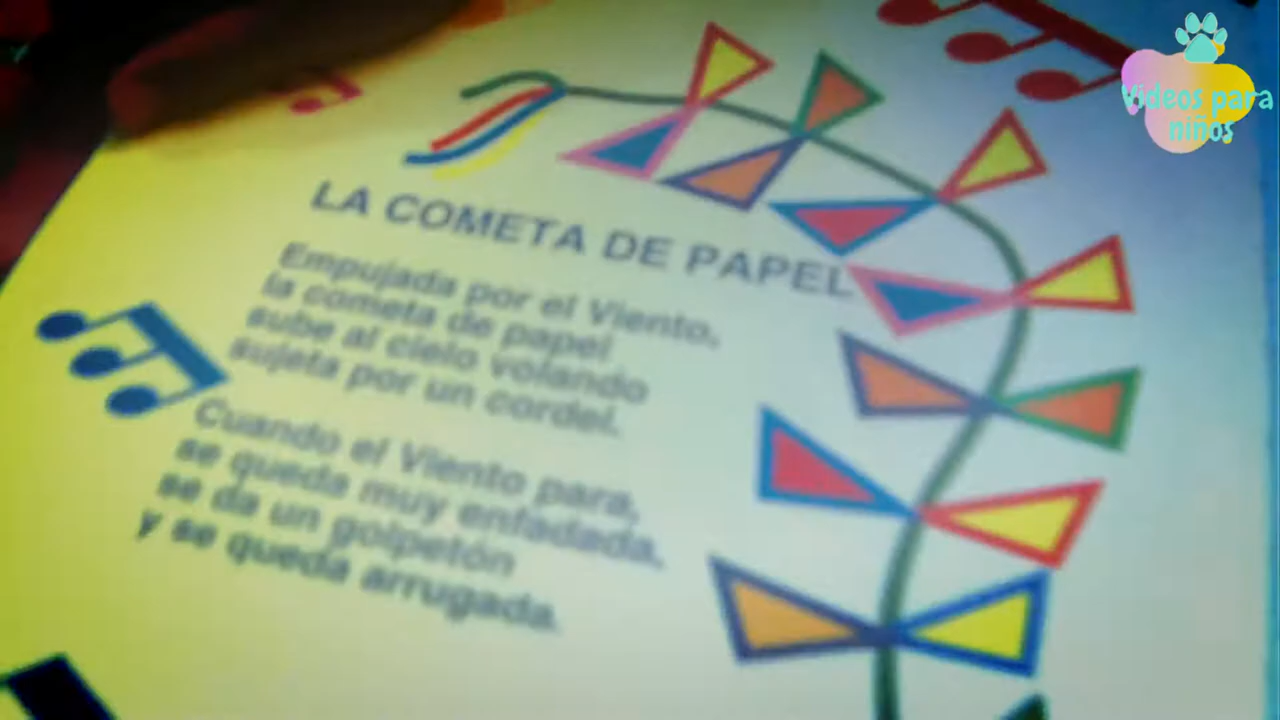 LA COMETA DE PAPEL
Empujada por el Viento,
la cometa de papel
sube al cielo volando
sujeta por un cordel.
Cuando el Viento para,
se queda muy enfadada,
se da un golpetón
y se queda arrugada.
Videos para
niños